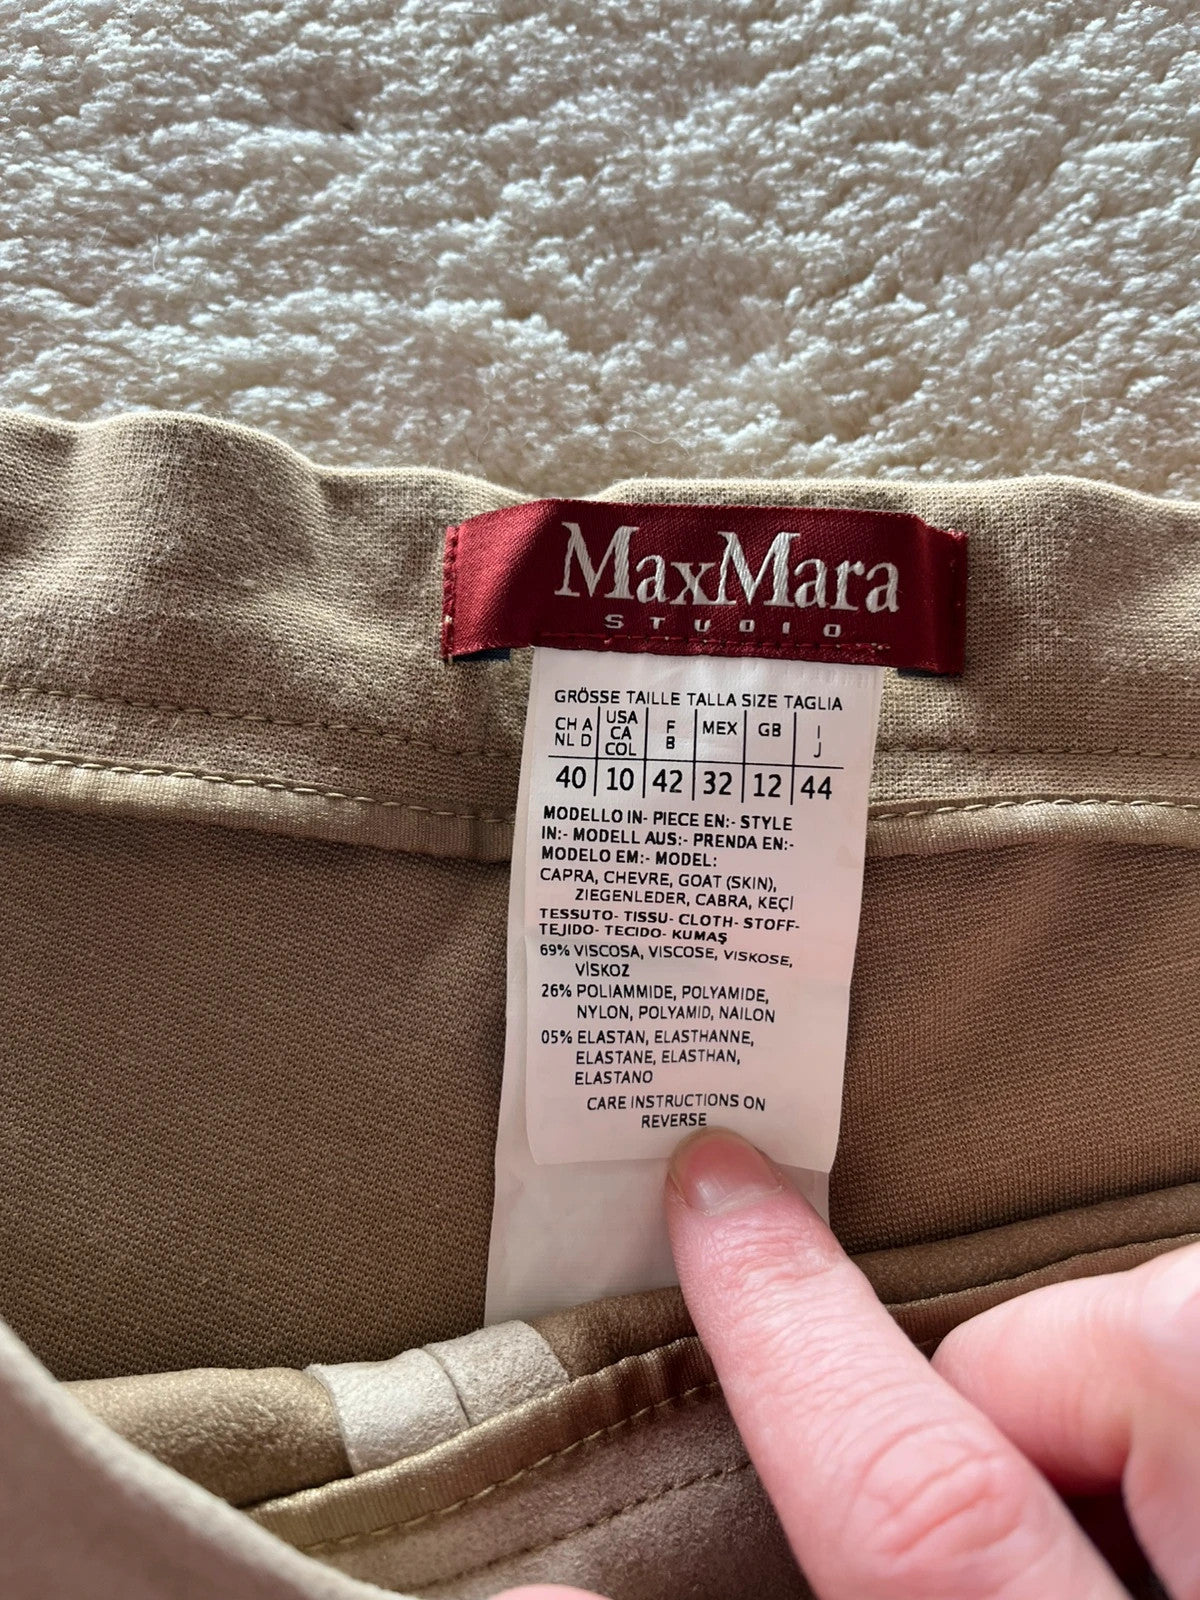 MaxMara
STUDIO
GRÖSSE TAILLE TALLA SIZE TAGLIA
CH A
NL D
USA
CA
COL
F
B
MEX
GB
I
J
40 10 42 32 12 44
MODELLO IN- PIECE EN:- STYLE
IN:- MODELL AUS:- PRENDA EN:-
MODELO EM:- MODEL:
CAPRA, CHEVRE, GOAT (SKIN),
ZIEGENLEDER, CABRA, KEÇİ
TESSUTO- TISSU- CLOTH- STOFF-
TEJIDO- TECIDO- KUMAŞ
69% VISCOSA, VISCOSE, VISKOSE,
VİSKOZ
26% POLIAMMIDE, POLYAMIDE,
NYLON, POLYAMID, NAILON
05% ELASTAN, ELASTHANNE,
ELASTANE, ELASTHAN,
ELASTANO
CARE INSTRUCTIONS ON
REVERSE